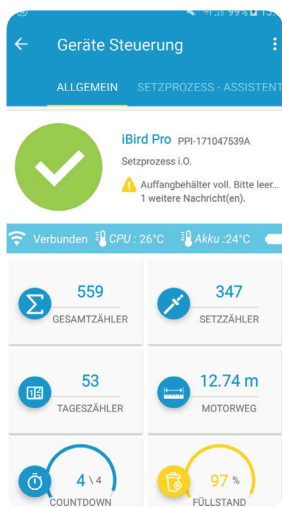 99%
Geräte Steuerung
ALLGEMEIN SETZPROZESS - ASSISTENT
iBird Pro PPI-171047539A
Setzprozess i.O.
Auffangbehälter voll. Bitte leer...
1 weitere Nachricht(en).
Verbunden CPU : 26°C Akku :24°C
559
GESAMTZÄHLER
347
SETZZÄHLER
53
TAGESZÄHLER
12.74 m
MOTORWEG
4 \ 4
COUNTDOWN
97 %
FÜLLSTAND